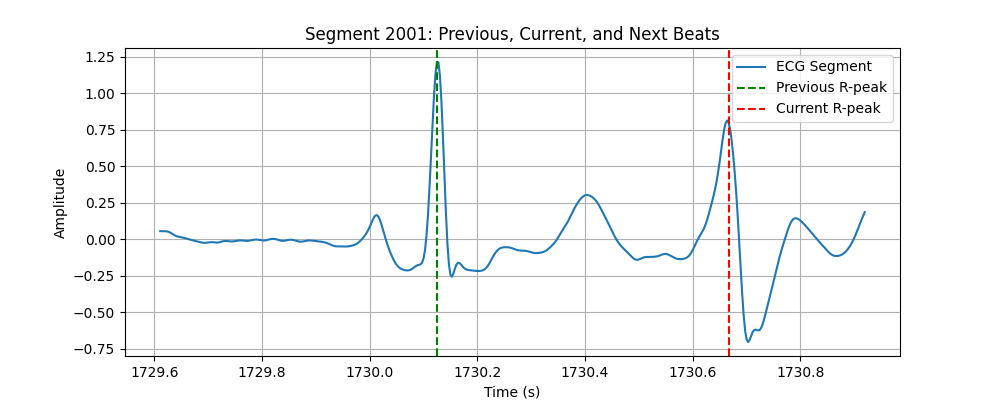 Segment 2001: Previous, Current, and Next Beats
ECG Segment
Previous R-peak
Current R-peak
Amplitude
1.25
1.00
0.75
0.50
0.25
0.00
−0.25
−0.50
−0.75
1729.6 1729.8 1730.0 1730.2 1730.4 1730.6 1730.8
Time (s)